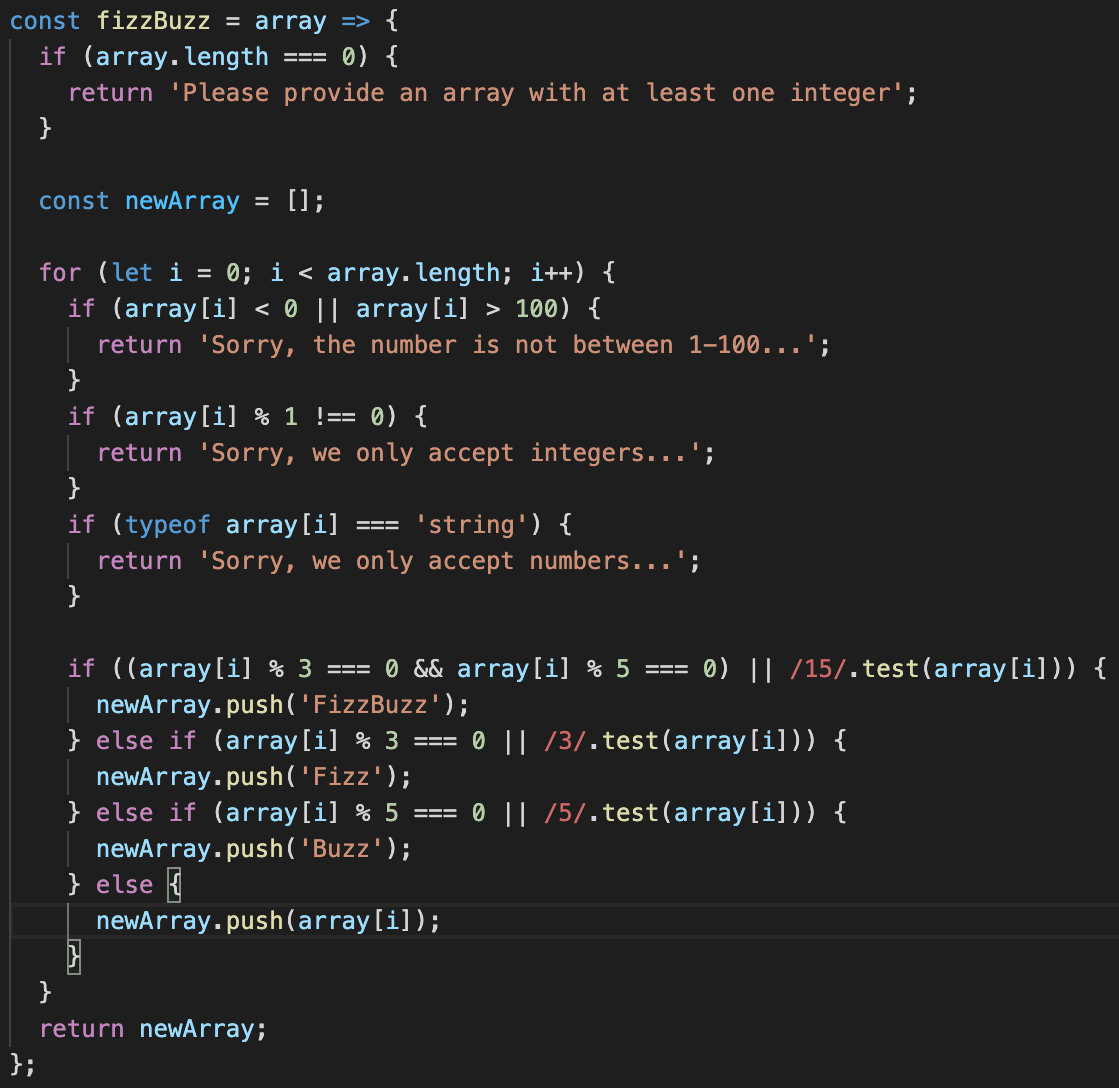 const fizzBuzz = array => {
  if (array.length === 0) {
    return 'Please provide an array with at least one integer';
  }

  const newArray = [];

  for (let i = 0; i < array.length; i++) {
    if (array[i] < 0 || array[i] > 100) {
      return 'Sorry, the number is not between 1-100...';
    }
    if (array[i] % 1 !== 0) {
      return 'Sorry, we only accept integers...';
    }
    if (typeof array[i] === 'string') {
      return 'Sorry, we only accept numbers...';
    }

    if ((array[i] % 3 === 0 && array[i] % 5 === 0) || /15/.test(array[i])) {
      newArray.push('FizzBuzz');
    } else if (array[i] % 3 === 0 || /3/.test(array[i])) {
      newArray.push('Fizz');
    } else if (array[i] % 5 === 0 || /5/.test(array[i])) {
      newArray.push('Buzz');
    } else {
      newArray.push(array[i]);
    }
  }
  return newArray;
};